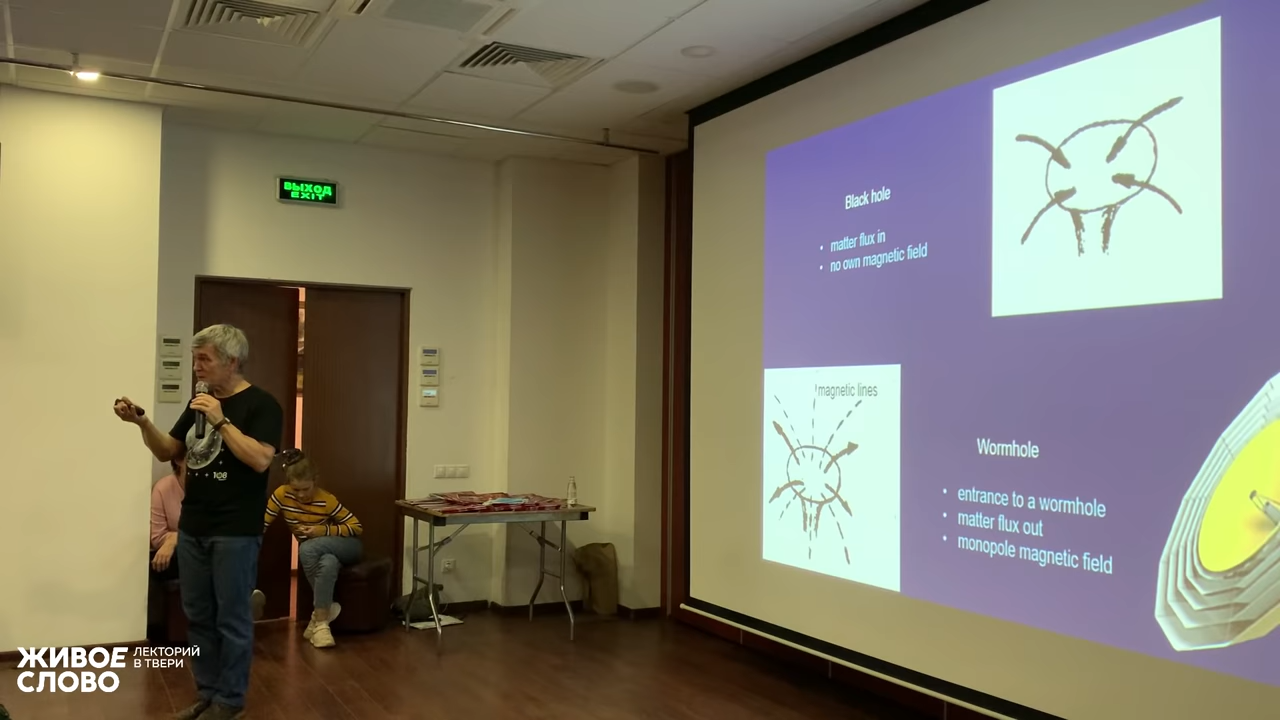 ВЫХОД
EXIT
Black hole
• matter flux in
• no own magnetic field
magnetic lines
Wormhole
• entrance to a wormhole
• matter flux out
• monopole magnetic field
108
ЖИВОЕ
СЛОВО
ЛЕКТОРИЙ
В ТВЕРИ